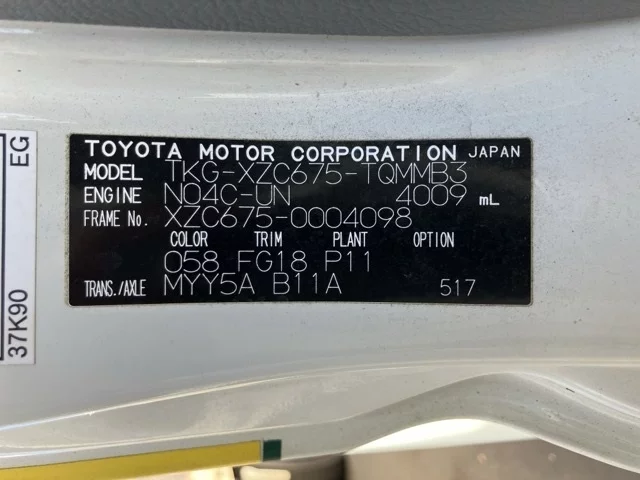 TOYOTA MOTOR CORPORATION JAPAN
MODEL TKG-XZC675-TQMMB3
ENGINE N04C-UN 4009 mL
FRAME No. XZC675-0004098
COLOR TRIM PLANT OPTION
058 FG18 P11
TRANS./AXLE MYY5A B11A 517
EG
37K90